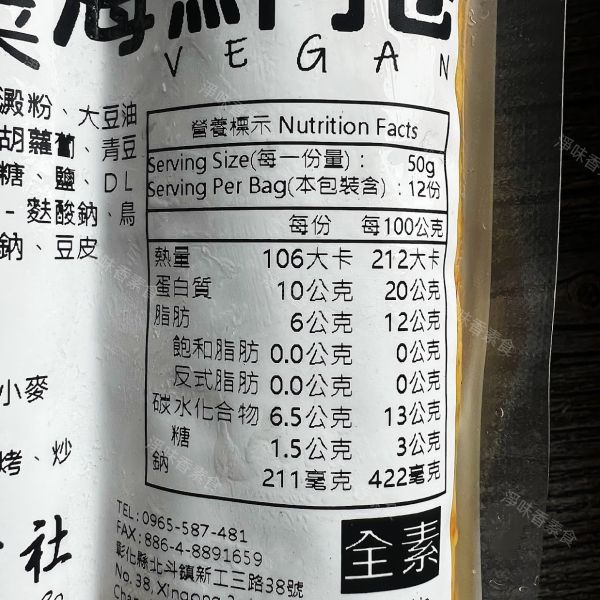 VEGAN
澱粉、大豆油
胡蘿蔔、青豆
糖、鹽、DL
-麩酸鈉、烏
鈉、豆皮
小麥
烤、炒
社
營養標示 Nutrition Facts
Serving Size(每一份量): 50g
Serving Per Bag(本包裝含): 12份
每份 每100公克
熱量 106大卡 212大卡
蛋白質 10公克 20公克
脂肪 6公克 12公克
飽和脂肪 0.0公克 0公克
反式脂肪 0.0公克 0公克
碳水化合物 6.5公克 13公克
糖 1.5公克 3公克
鈉 211毫克 422毫克
TEL:0965-587-481
FAX:886-4-8891659
彰化縣北斗鎮新工三路38號
No.38, Xingong
全素
淨味香素食